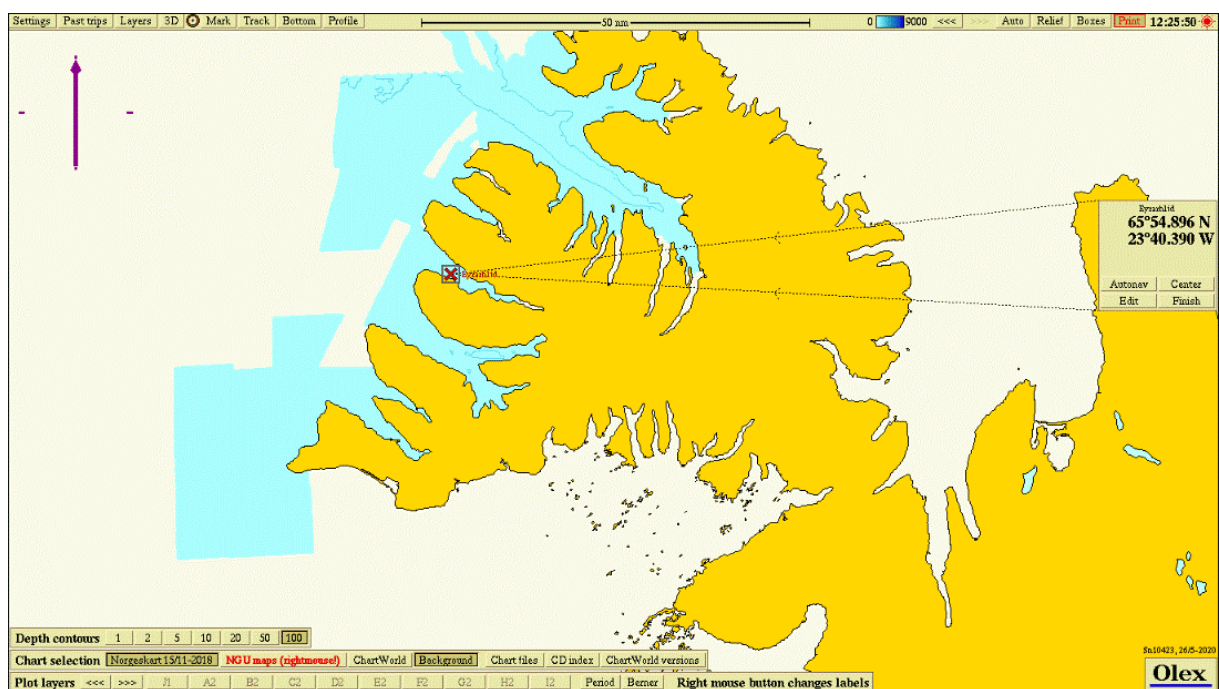 Settings Past trips Layers 3D Mark Track Bottom Profile 50 nm 0 9000 <<< >>> Auto Relief Boxes Print 12:25:50
Eyrarhlid
65°54.896 N
23°40.390 W
Eyrarhlid
Autonav Center
Edit Finish
Depth contours 1 2 5 10 20 50 100
Sn10423, 26/5-2020
Chart selection Norgeskart 15/11-2018 NGU maps (rightmouse!) ChartWorld Background Chart files CD index ChartWorld versions
Olex
Plot layers <<< >>> J1 A2 B2 C2 D2 E2 F2 G2 H2 I2 Period Berner Right mouse button changes labels